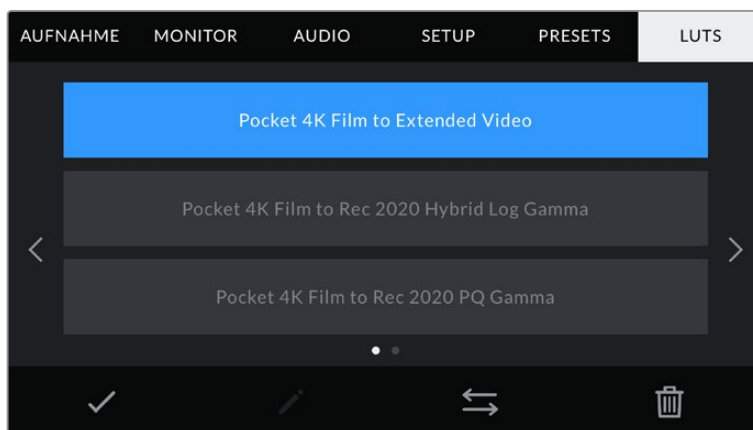 AUFNAHME MONITOR AUDIO SETUP PRESETS LUTS
Pocket 4K Film to Extended Video
Pocket 4K Film to Rec 2020 Hybrid Log Gamma
Pocket 4K Film to Rec 2020 PQ Gamma